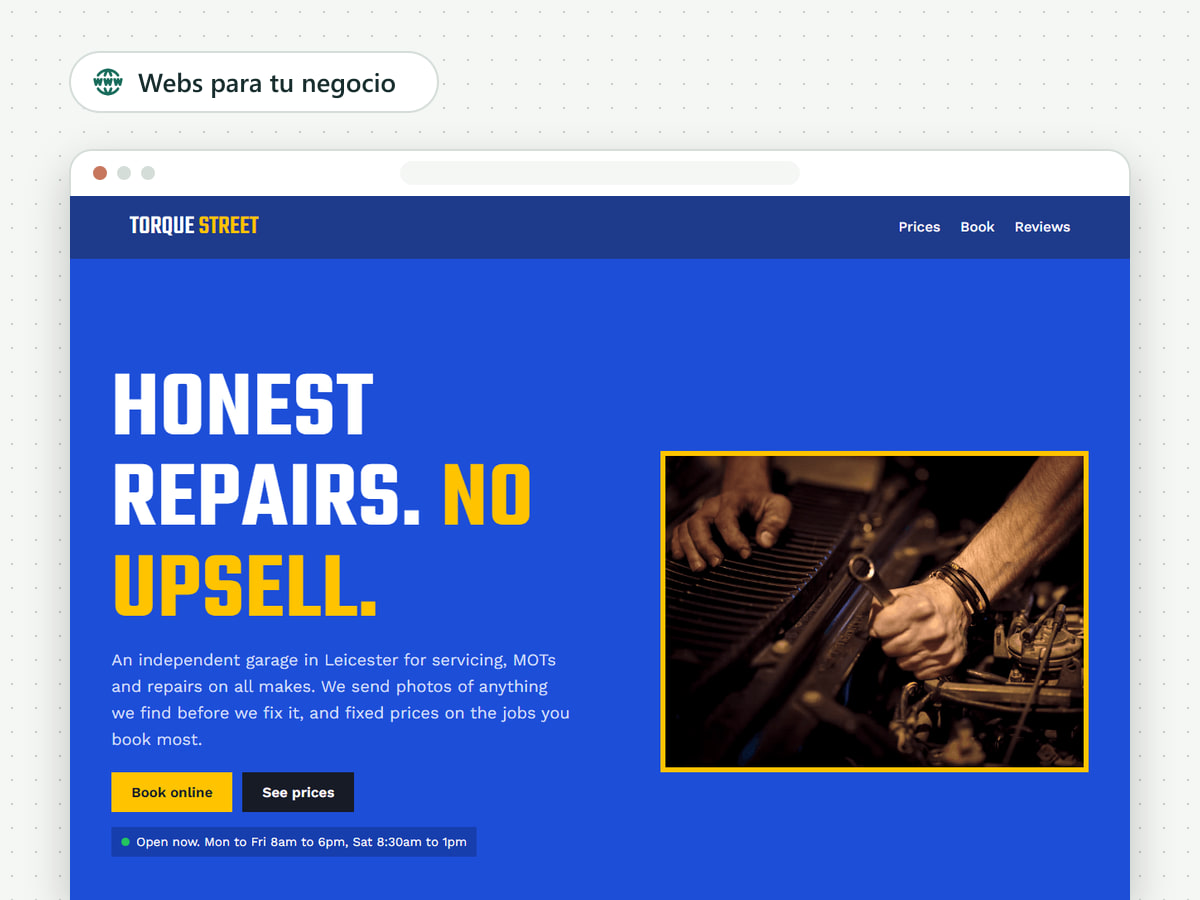 www
Webs para tu negocio
TORQUE STREET
Prices
Book
Reviews
HONEST
REPAIRS. NO
UPSELL.
An independent garage in Leicester for servicing, MOTs
and repairs on all makes. We send photos of anything
we find before we fix it, and fixed prices on the jobs you
book most.
Book online
See prices
Open now. Mon to Fri 8am to 6pm, Sat 8:30am to 1pm